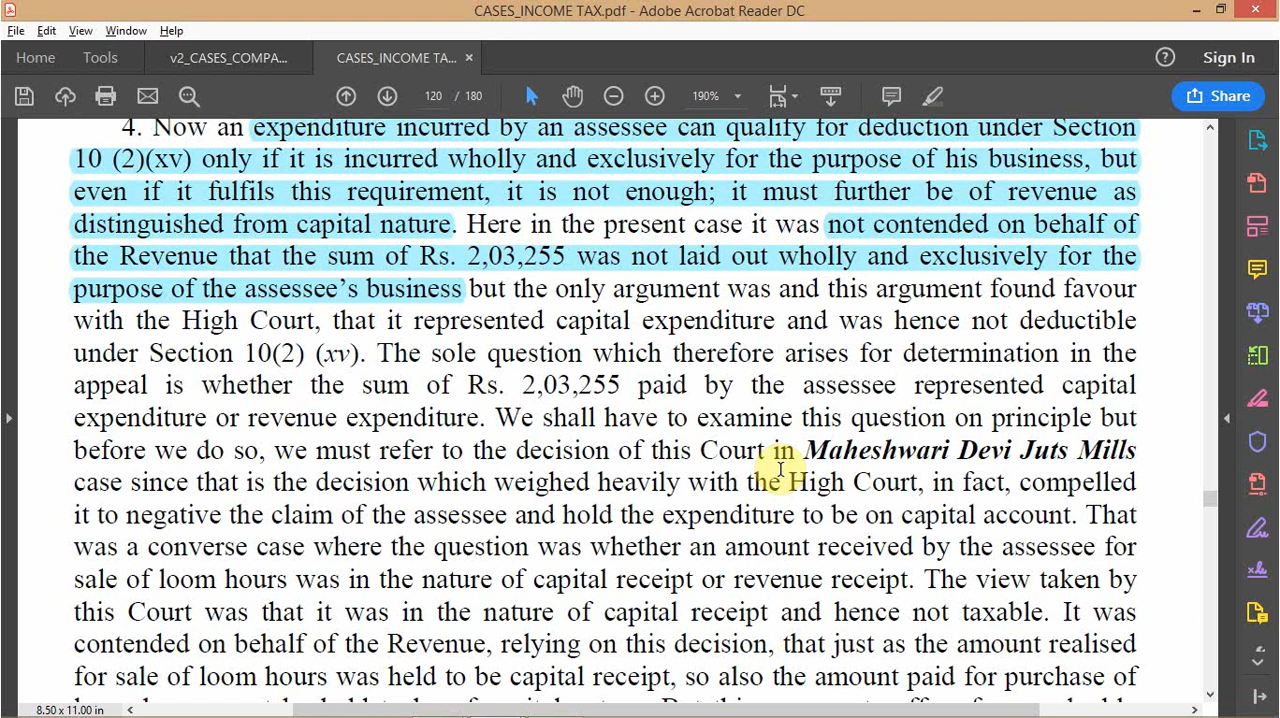 CASES_INCOME TAX.pdf - Adobe Acrobat Reader DC
File Edit View Window Help
Home Tools v2_CASES_COMPA... CASES_INCOME TA... × Sign In
120 / 180 190% Share
4. Now an expenditure incurred by an assessee can qualify for deduction under Section
10 (2)(xv) only if it is incurred wholly and exclusively for the purpose of his business, but
even if it fulfils this requirement, it is not enough; it must further be of revenue as
distinguished from capital nature. Here in the present case it was not contended on behalf of
the Revenue that the sum of Rs. 2,03,255 was not laid out wholly and exclusively for the
purpose of the assessee’s business but the only argument was and this argument found favour
with the High Court, that it represented capital expenditure and was hence not deductible
under Section 10(2) (xv). The sole question which therefore arises for determination in the
appeal is whether the sum of Rs. 2,03,255 paid by the assessee represented capital
expenditure or revenue expenditure. We shall have to examine this question on principle but
before we do so, we must refer to the decision of this Court in Maheshwari Devi Juts Mills
case since that is the decision which weighed heavily with the High Court, in fact, compelled
it to negative the claim of the assessee and hold the expenditure to be on capital account. That
was a converse case where the question was whether an amount received by the assessee for
sale of loom hours was in the nature of capital receipt or revenue receipt. The view taken by
this Court was that it was in the nature of capital receipt and hence not taxable. It was
contended on behalf of the Revenue, relying on this decision, that just as the amount realised
for sale of loom hours was held to be capital receipt, so also the amount paid for purchase of
8.50 x 11.00 in